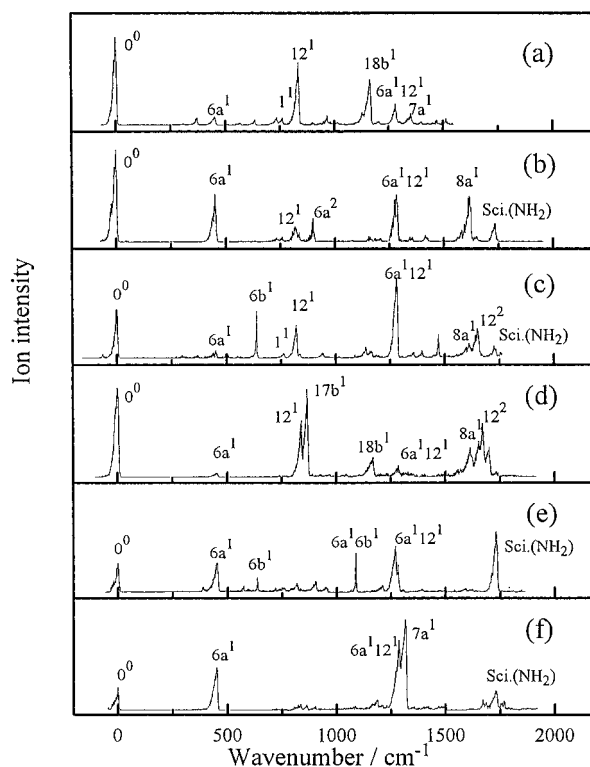 (a)
0⁰ 6a¹ 1¹ 12¹ 18b¹ 6a¹12¹ 7a¹
(b)
0⁰ 6a¹ 12¹ 6a² 6a¹12¹ 8a¹ Sci.(NH₂)
(c)
0⁰ 6a¹ 6b¹ 1¹ 12¹ 6a¹12¹ 8a¹ 12² Sci.(NH₂)
(d)
0⁰ 6a¹ 12¹ 17b¹ 18b¹ 6a¹12¹ 8a¹ 12²
(e)
0⁰ 6a¹ 6b¹ 6a¹6b¹ 6a¹12¹ Sci.(NH₂)
(f)
0⁰ 6a¹ 6a¹12¹ 7a¹ Sci.(NH₂)
Ion intensity
0 500 1000 1500 2000
Wavenumber / cm⁻¹